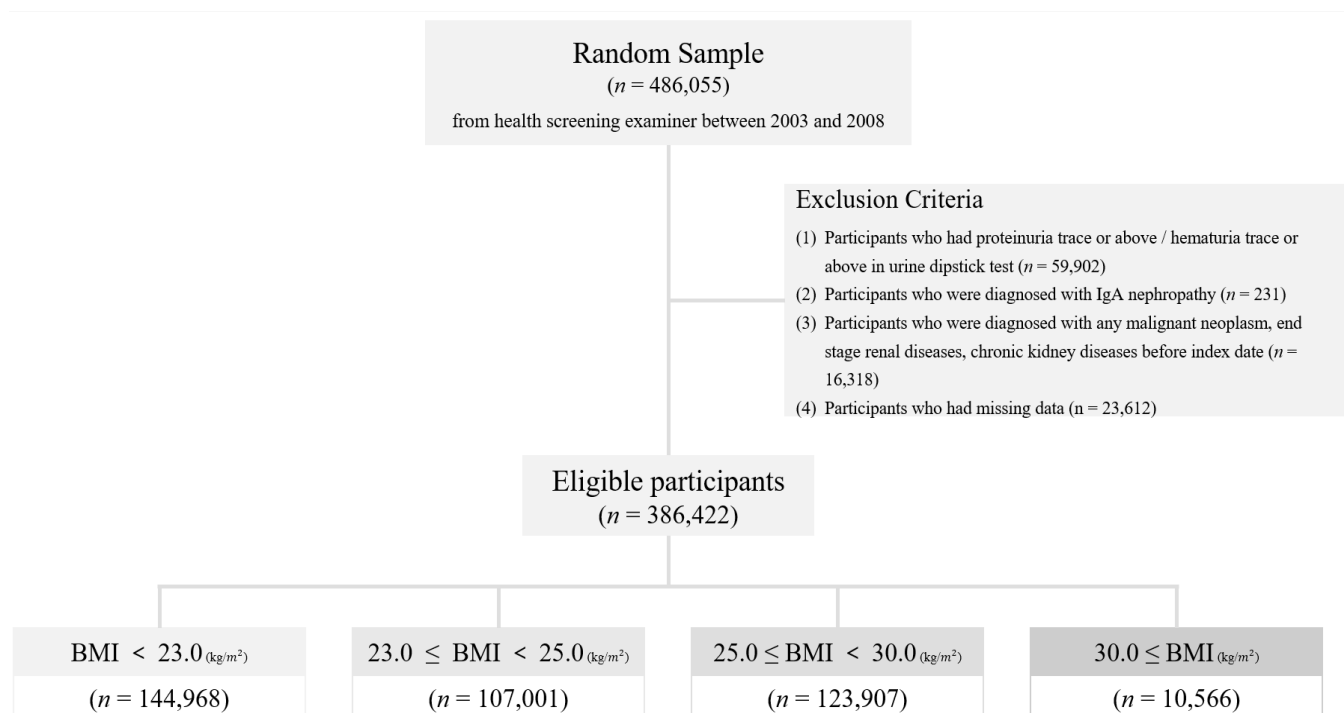 Random Sample
(n = 486,055)
from health screening examiner between 2003 and 2008
Exclusion Criteria
(1) Participants who had proteinuria trace or above / hematuria trace or
above in urine dipstick test (n = 59,902)
(2) Participants who were diagnosed with IgA nephropathy (n = 231)
(3) Participants who were diagnosed with any malignant neoplasm, end
stage renal diseases, chronic kidney diseases before index date (n =
16,318)
(4) Participants who had missing data (n = 23,612)
Eligible participants
(n = 386,422)
BMI < 23.0 (kg/m²)
23.0 ≤ BMI < 25.0 (kg/m²)
25.0 ≤ BMI < 30.0 (kg/m²)
30.0 ≤ BMI (kg/m²)
(n = 144,968)
(n = 107,001)
(n = 123,907)
(n = 10,566)